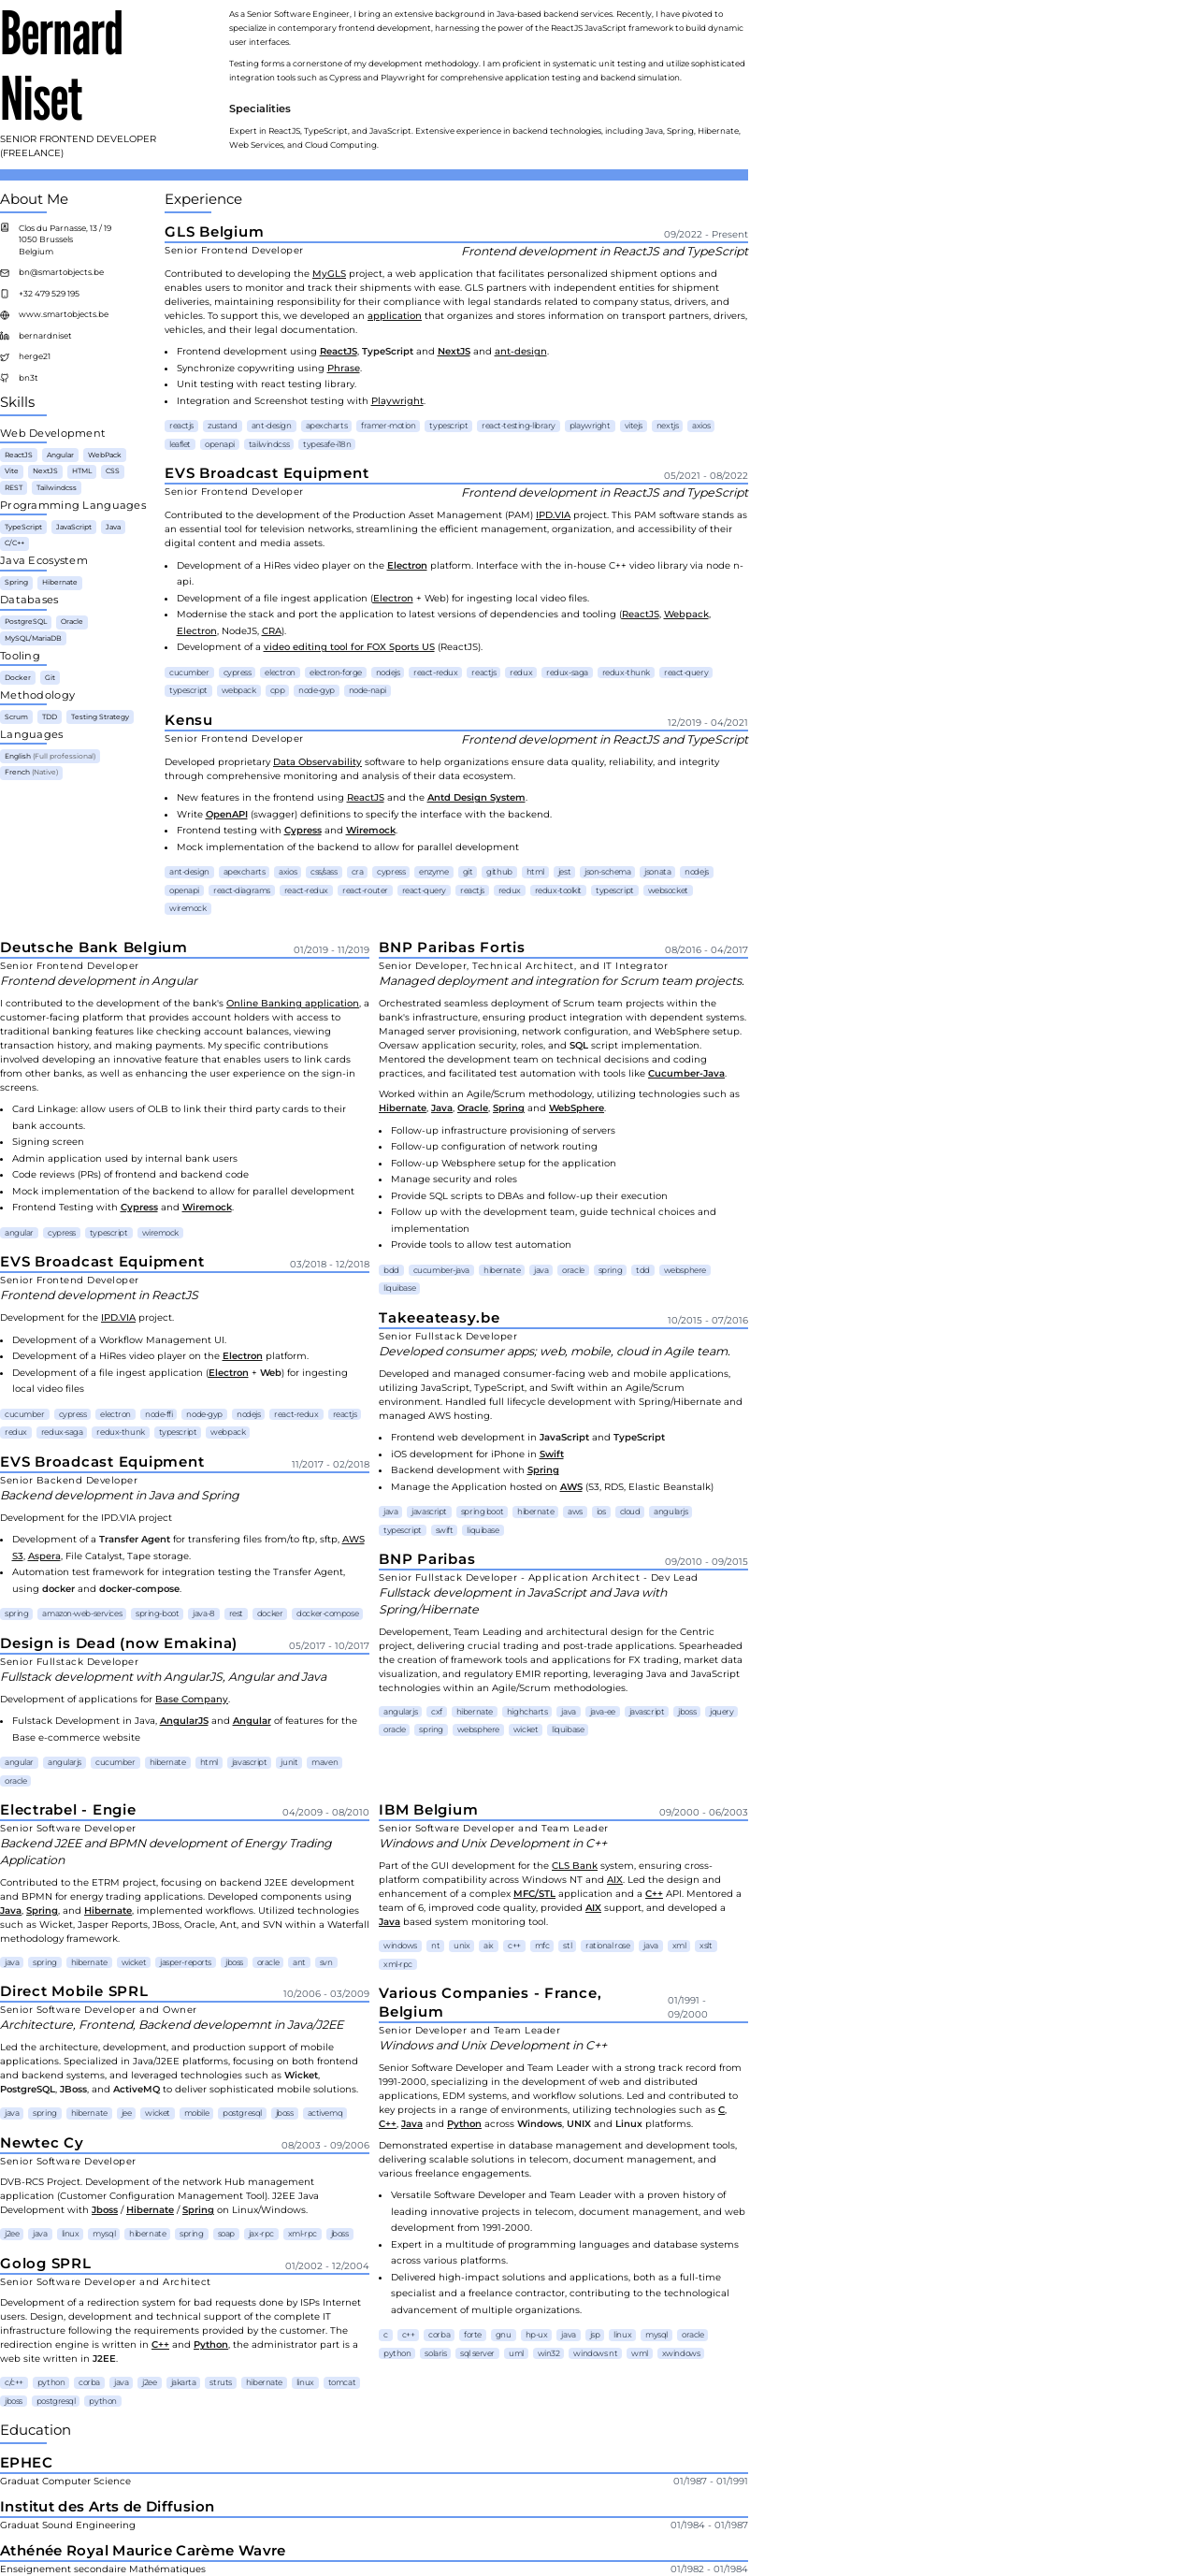 Bernard
Niset
SENIOR FRONTEND DEVELOPER
(FREELANCE)
As a Senior Software Engineer, I bring an extensive background in Java-based backend services. Recently, I have pivoted to
specialize in contemporary frontend development, harnessing the power of the ReactJS JavaScript framework to build dynamic
user interfaces.
Testing forms a cornerstone of my development methodology. I am proficient in systematic unit testing and utilize sophisticated
integration tools such as Cypress and Playwright for comprehensive application testing and backend simulation.
Specialities
Expert in ReactJS, TypeScript, and JavaScript. Extensive experience in backend technologies, including Java, Spring, Hibernate,
Web Services, and Cloud Computing.
About Me
Clos du Parnasse, 13 / 19
1050 Brussels
Belgium
bn@smartobjects.be
+32 479 529 195
www.smartobjects.be
bernardniset
herge21
bn3t
Skills
Web Development
ReactJS Angular WebPack
Vite NextJS HTML CSS
REST Tailwindcss
Programming Languages
TypeScript JavaScript Java
C/C++
Java Ecosystem
Spring Hibernate
Databases
PostgreSQL Oracle
MySQL/MariaDB
Tooling
Docker Git
Methodology
Scrum TDD Testing Strategy
Languages
English (Full professional)
French (Native)
Experience
GLS Belgium 09/2022 - Present
Senior Frontend Developer Frontend development in ReactJS and TypeScript
Contributed to developing the MyGLS project, a web application that facilitates personalized shipment options and
enables users to monitor and track their shipments with ease. GLS partners with independent entities for shipment
deliveries, maintaining responsibility for their compliance with legal standards related to company status, drivers, and
vehicles. To support this, we developed an application that organizes and stores information on transport partners, drivers,
vehicles, and their legal documentation.
• Frontend development using ReactJS, TypeScript and NextJS and ant-design.
• Synchronize copywriting using Phrase.
• Unit testing with react testing library.
• Integration and Screenshot testing with Playwright.
reactjs zustand ant-design apexcharts framer-motion typescript react-testing-library playwright vitejs nextjs axios
leaflet openapi tailwindcss typesafe-i18n
EVS Broadcast Equipment 05/2021 - 08/2022
Senior Frontend Developer Frontend development in ReactJS and TypeScript
Contributed to the development of the Production Asset Management (PAM) IPD.VIA project. This PAM software stands as
an essential tool for television networks, streamlining the efficient management, organization, and accessibility of their
digital content and media assets.
• Development of a HiRes video player on the Electron platform. Interface with the in-house C++ video library via node n-
api.
• Development of a file ingest application (Electron + Web) for ingesting local video files.
• Modernise the stack and port the application to latest versions of dependencies and tooling (ReactJS, Webpack,
Electron, NodeJS, CRA).
• Development of a video editing tool for FOX Sports US (ReactJS).
cucumber cypress electron electron-forge nodejs react-redux reactjs redux redux-saga redux-thunk react-query
typescript webpack cpp node-gyp node-napi
Kensu 12/2019 - 04/2021
Senior Frontend Developer Frontend development in ReactJS and TypeScript
Developed proprietary Data Observability software to help organizations ensure data quality, reliability, and integrity
through comprehensive monitoring and analysis of their data ecosystem.
• New features in the frontend using ReactJS and the Antd Design System.
• Write OpenAPI (swagger) definitions to specify the interface with the backend.
• Frontend testing with Cypress and Wiremock.
• Mock implementation of the backend to allow for parallel development
ant-design apexcharts axios css/sass cra cypress enzyme git github html jest json-schema jsonata nodejs
openapi react-diagrams react-redux react-router react-query reactjs redux redux-toolkit typescript websocket
wiremock
Deutsche Bank Belgium 01/2019 - 11/2019
Senior Frontend Developer
Frontend development in Angular
I contributed to the development of the bank's Online Banking application, a
customer-facing platform that provides account holders with access to
traditional banking features like checking account balances, viewing
transaction history, and making payments. My specific contributions
involved developing an innovative feature that enables users to link cards
from other banks, as well as enhancing the user experience on the sign-in
screens.
• Card Linkage: allow users of OLB to link their third party cards to their
bank accounts.
• Signing screen
• Admin application used by internal bank users
• Code reviews (PRs) of frontend and backend code
• Mock implementation of the backend to allow for parallel development
• Frontend Testing with Cypress and Wiremock.
angular cypress typescript wiremock
EVS Broadcast Equipment 03/2018 - 12/2018
Senior Frontend Developer
Frontend development in ReactJS
Development for the IPD.VIA project.
• Development of a Workflow Management UI.
• Development of a HiRes video player on the Electron platform.
• Development of a file ingest application (Electron + Web) for ingesting
local video files
cucumber cypress electron node-ffi node-gyp nodejs react-redux reactjs
redux redux-saga redux-thunk typescript webpack
EVS Broadcast Equipment 11/2017 - 02/2018
Senior Backend Developer
Backend development in Java and Spring
Development for the IPD.VIA project
• Development of a Transfer Agent for transfering files from/to ftp, sftp, AWS
S3, Aspera, File Catalyst, Tape storage.
• Automation test framework for integration testing the Transfer Agent,
using docker and docker-compose.
spring amazon-web-services spring-boot java-8 rest docker docker-compose
Design is Dead (now Emakina) 05/2017 - 10/2017
Senior Fullstack Developer
Fullstack development with AngularJS, Angular and Java
Development of applications for Base Company.
• Fulstack Development in Java, AngularJS and Angular of features for the
Base e-commerce website
angular angularjs cucumber hibernate html javascript junit maven
oracle
BNP Paribas Fortis 08/2016 - 04/2017
Senior Developer, Technical Architect, and IT Integrator
Managed deployment and integration for Scrum team projects.
Orchestrated seamless deployment of Scrum team projects within the
bank's infrastructure, ensuring product integration with dependent systems.
Managed server provisioning, network configuration, and WebSphere setup.
Oversaw application security, roles, and SQL script implementation.
Mentored the development team on technical decisions and coding
practices, and facilitated test automation with tools like Cucumber-Java.
Worked within an Agile/Scrum methodology, utilizing technologies such as
Hibernate, Java, Oracle, Spring and WebSphere.
• Follow-up infrastructure provisioning of servers
• Follow-up configuration of network routing
• Follow-up Websphere setup for the application
• Manage security and roles
• Provide SQL scripts to DBAs and follow-up their execution
• Follow up with the development team, guide technical choices and
implementation
• Provide tools to allow test automation
bdd cucumber-java hibernate java oracle spring tdd websphere
liquibase
Takeeateasy.be 10/2015 - 07/2016
Senior Fullstack Developer
Developed consumer apps; web, mobile, cloud in Agile team.
Developed and managed consumer-facing web and mobile applications,
utilizing JavaScript, TypeScript, and Swift within an Agile/Scrum
environment. Handled full lifecycle development with Spring/Hibernate and
managed AWS hosting.
• Frontend web development in JavaScript and TypeScript
• iOS development for iPhone in Swift
• Backend development with Spring
• Manage the Application hosted on AWS (S3, RDS, Elastic Beanstalk)
java javascript spring boot hibernate aws ios cloud angularjs
typescript swift liquibase
BNP Paribas 09/2010 - 09/2015
Senior Fullstack Developer - Application Architect - Dev Lead
Fullstack development in JavaScript and Java with
Spring/Hibernate
Developement, Team Leading and architectural design for the Centric
project, delivering crucial trading and post-trade applications. Spearheaded
the creation of framework tools and applications for FX trading, market data
visualization, and regulatory EMIR reporting, leveraging Java and JavaScript
technologies within an Agile/Scrum methodologies.
angularjs cxf hibernate highcharts java java-ee javascript jboss jquery
oracle spring websphere wicket liquibase
Electrabel - Engie 04/2009 - 08/2010
Senior Software Developer
Backend J2EE and BPMN development of Energy Trading
Application
Contributed to the ETRM project, focusing on backend J2EE development
and BPMN for energy trading applications. Developed components using
Java, Spring, and Hibernate, implemented workflows. Utilized technologies
such as Wicket, Jasper Reports, JBoss, Oracle, Ant, and SVN within a Waterfall
methodology framework.
java spring hibernate wicket jasper-reports jboss oracle ant svn
Direct Mobile SPRL 10/2006 - 03/2009
Senior Software Developer and Owner
Architecture, Frontend, Backend developemnt in Java/J2EE
Led the architecture, development, and production support of mobile
applications. Specialized in Java/J2EE platforms, focusing on both frontend
and backend systems, and leveraged technologies such as Wicket,
PostgreSQL, JBoss, and ActiveMQ to deliver sophisticated mobile solutions.
java spring hibernate jee wicket mobile postgresql jboss activemq
Newtec Cy 08/2003 - 09/2006
Senior Software Developer
DVB-RCS Project. Development of the network Hub management
application (Customer Configuration Management Tool). J2EE Java
Development with Jboss / Hibernate / Spring on Linux/Windows.
j2ee java linux mysql hibernate spring soap jax-rpc xml-rpc jboss
Golog SPRL 01/2002 - 12/2004
Senior Software Developer and Architect
Development of a redirection system for bad requests done by ISPs Internet
users. Design, development and technical support of the complete IT
infrastructure following the requirements provided by the customer. The
redirection engine is written in C++ and Python, the administrator part is a
web site written in J2EE.
c/c++ python corba java j2ee jakarta struts hibernate linux tomcat
jboss postgresql python
IBM Belgium 09/2000 - 06/2003
Senior Software Developer and Team Leader
Windows and Unix Development in C++
Part of the GUI development for the CLS Bank system, ensuring cross-
platform compatibility across Windows NT and AIX. Led the design and
enhancement of a complex MFC/STL application and a C++ API. Mentored a
team of 6, improved code quality, provided AIX support, and developed a
Java based system monitoring tool.
windows nt unix aix c++ mfc stl rational rose java xml xslt
xml-rpc
Various Companies - France, 01/1991 -
Belgium 09/2000
Senior Developer and Team Leader
Windows and Unix Development in C++
Senior Software Developer and Team Leader with a strong track record from
1991-2000, specializing in the development of web and distributed
applications, EDM systems, and workflow solutions. Led and contributed to
key projects in a range of environments, utilizing technologies such as C,
C++, Java and Python across Windows, UNIX and Linux platforms.
Demonstrated expertise in database management and development tools,
delivering scalable solutions in telecom, document management, and
various freelance engagements.
• Versatile Software Developer and Team Leader with a proven history of
leading innovative projects in telecom, document management, and web
development from 1991-2000.
• Expert in a multitude of programming languages and database systems
across various platforms.
• Delivered high-impact solutions and applications, both as a full-time
specialist and a freelance contractor, contributing to the technological
advancement of multiple organizations.
c c++ corba forte gnu hp-ux java jsp linux mysql oracle
python solaris sql server uml win32 windows nt wml xwindows
Education
EPHEC
Graduat Computer Science 01/1987 - 01/1991
Institut des Arts de Diffusion
Graduat Sound Engineering 01/1984 - 01/1987
Athénée Royal Maurice Carème Wavre
Enseignement secondaire Mathématiques 01/1982 - 01/1984